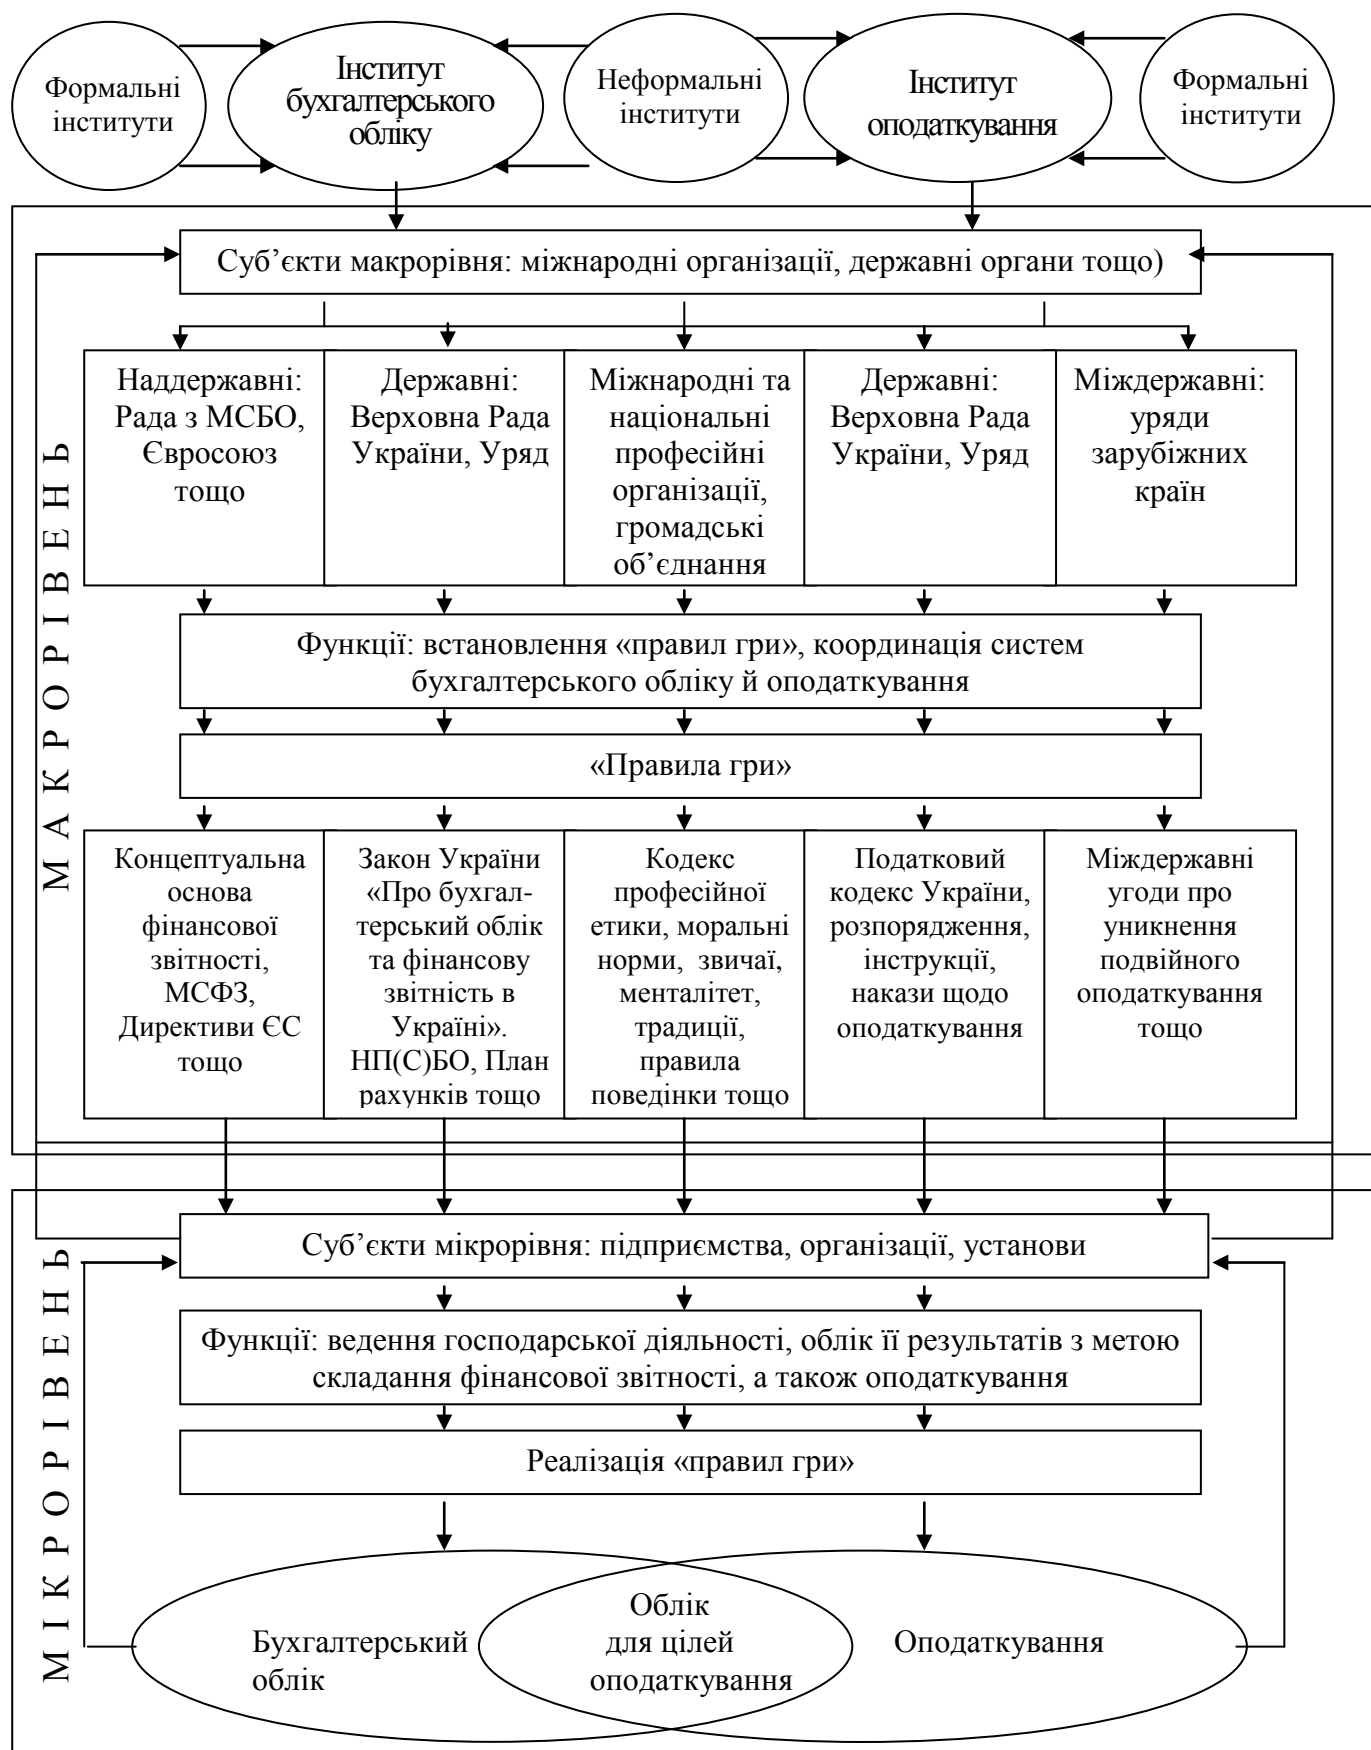 Формальні
інститути
Інститут
бухгалтерського
обліку
Неформальні
інститути
Інститут
оподаткування
Формальні
інститути
МАКРОРІВЕНЬ
Суб’єкти макрорівня: міжнародні організації, державні органи тощо)
Наддержавні:
Рада з МСБО,
Євросоюз
тощо
Державні:
Верховна Рада
України, Уряд
Міжнародні та
національні
професійні
організації,
громадські
об’єднання
Державні:
Верховна Рада
України, Уряд
Міждержавні:
уряди
зарубіжних
країн
Функції: встановлення «правил гри», координація систем
бухгалтерського обліку й оподаткування
«Правила гри»
Концептуальна
основа
фінансової
звітності,
МСФЗ,
Директиви ЄС
тощо
Закон України
«Про бухгал-
терський облік
та фінансову
звітність в
Україні».
НП(С)БО, План
рахунків тощо
Кодекс
професійної
етики, моральні
норми, звичаї,
менталітет,
традиції,
правила
поведінки тощо
Податковий
кодекс України,
розпорядження,
інструкції,
накази щодо
оподаткування
Міждержавні
угоди про
уникнення
подвійного
оподаткування
тощо
МІКРОРІВЕНЬ
Суб’єкти мікрорівня: підприємства, організації, установи
Функції: ведення господарської діяльності, облік її результатів з метою
складання фінансової звітності, а також оподаткування
Реалізація «правил гри»
Бухгалтерський
облік
Облік
для цілей
оподаткування
Оподаткування